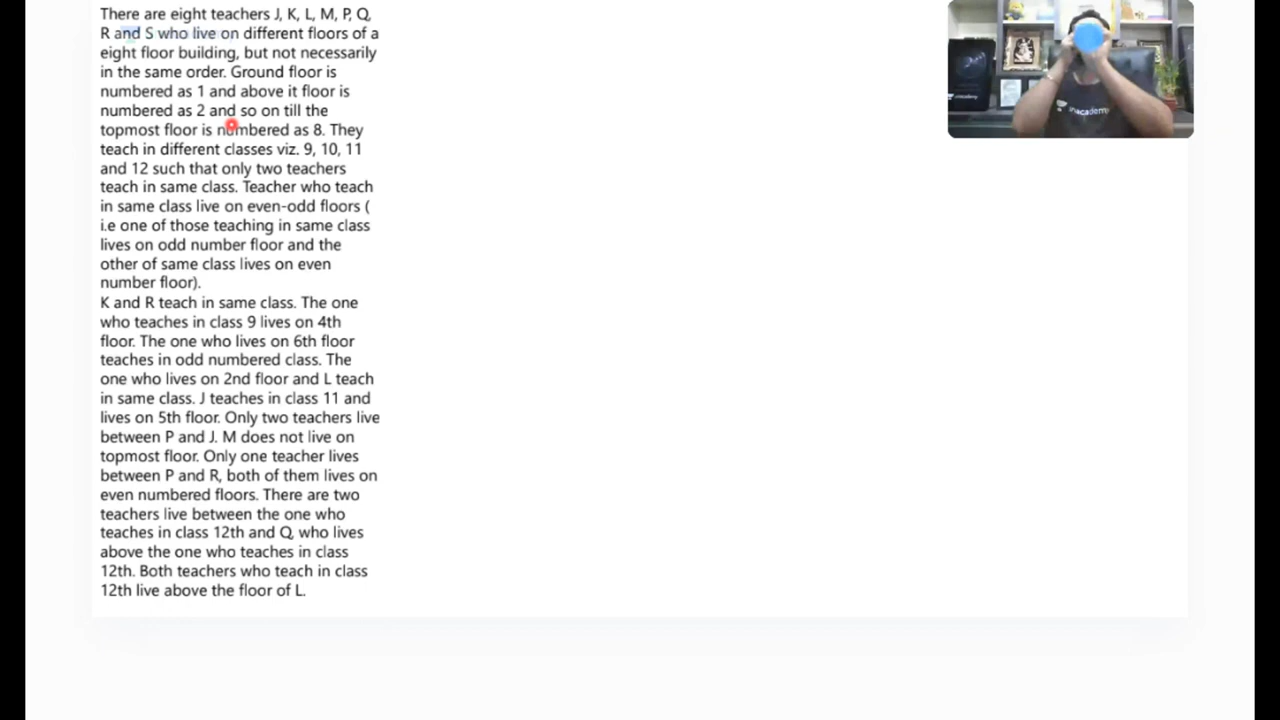 There are eight teachers J, K, L, M, P, Q,
R and S who live on different floors of a
eight floor building, but not necessarily
in the same order. Ground floor is
numbered as 1 and above it floor is
numbered as 2 and so on till the
topmost floor is numbered as 8. They
teach in different classes viz. 9, 10, 11
and 12 such that only two teachers
teach in same class. Teacher who teach
in same class live on even-odd floors (
i.e one of those teaching in same class
lives on odd number floor and the
other of same class lives on even
number floor).
K and R teach in same class. The one
who teaches in class 9 lives on 4th
floor. The one who lives on 6th floor
teaches in odd numbered class. The
one who lives on 2nd floor and L teach
in same class. J teaches in class 11 and
lives on 5th floor. Only two teachers live
between P and J. M does not live on
topmost floor. Only one teacher lives
between P and R, both of them lives on
even numbered floors. There are two
teachers live between the one who
teaches in class 12th and Q, who lives
above the one who teaches in class
12th. Both teachers who teach in class
12th live above the floor of L.
unacademy